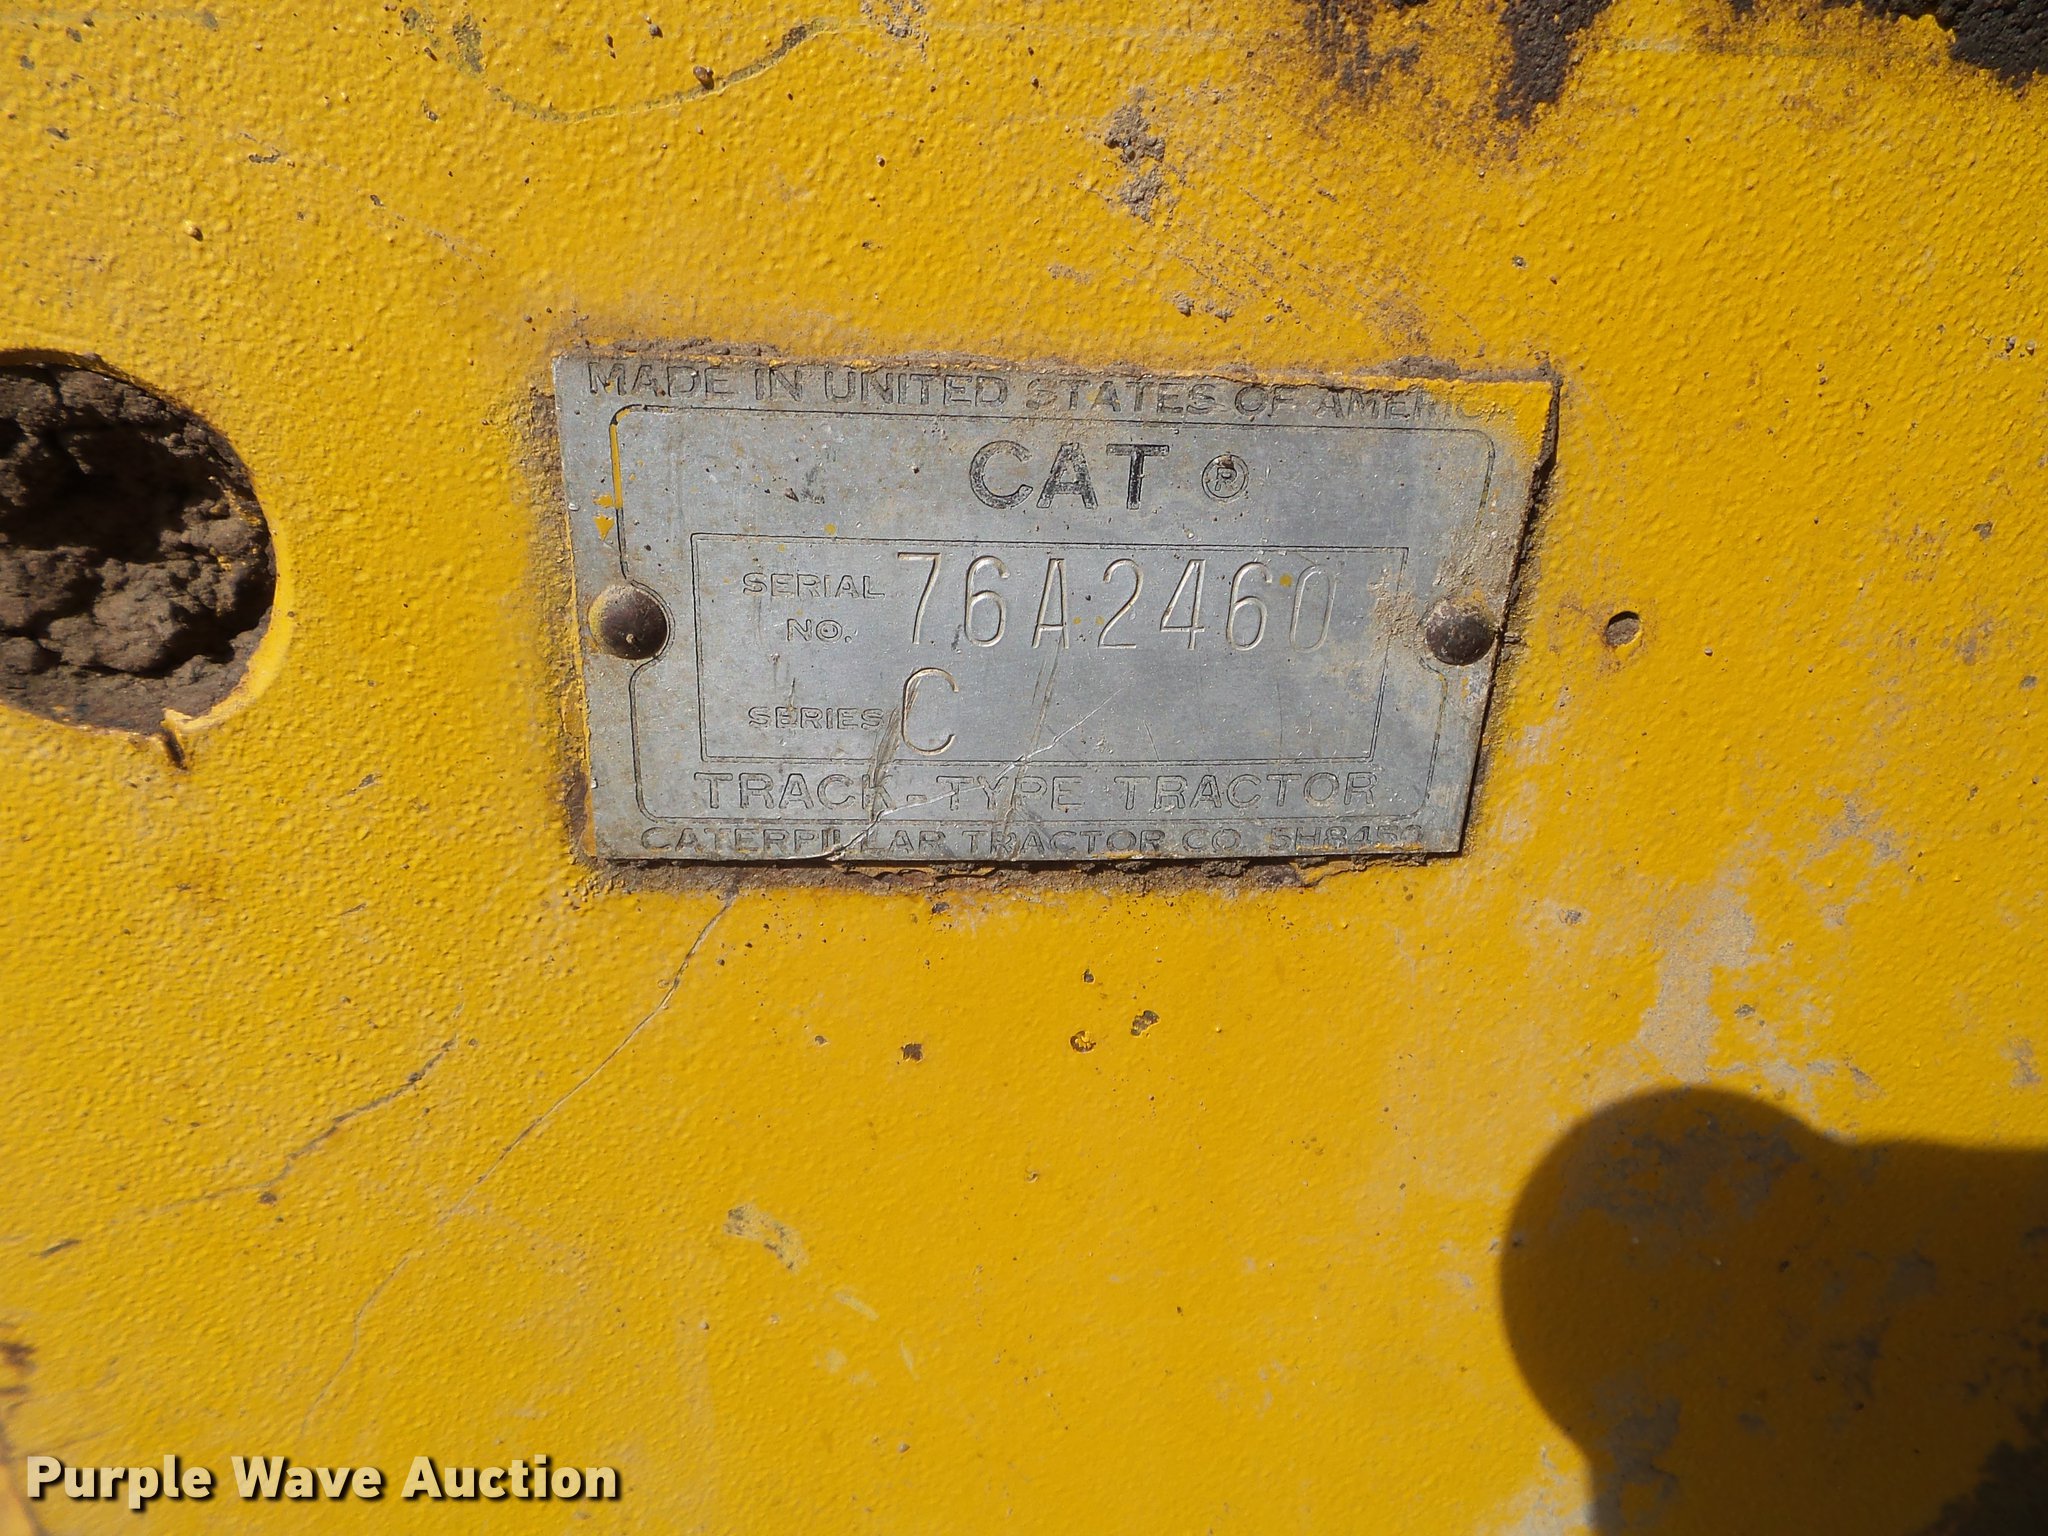 MADE IN UNITED STATES OF AMERIC
CAT ®
SERIAL NO. 76A2460
SERIES C
TRACK-TYPE TRACTOR
CATERPILLAR TRACTOR CO. 5H8450
Purple Wave Auction